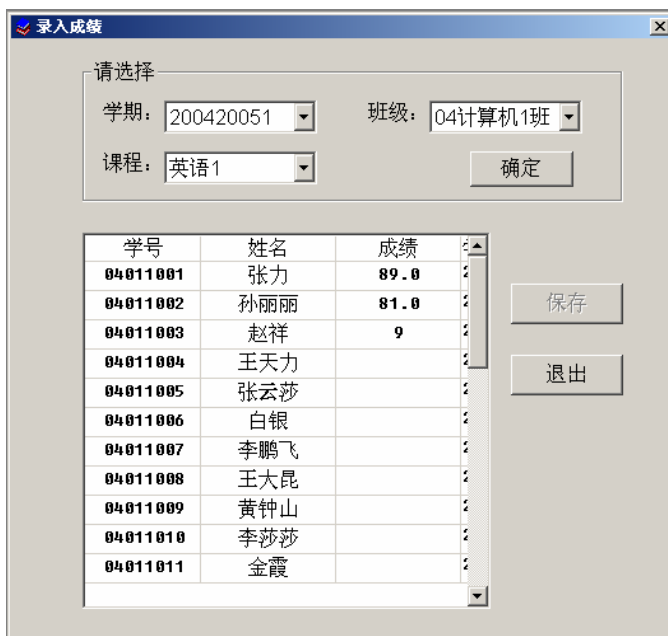 录入成绩
请选择
学期： 200420051 班级： 04计算机1班
课程： 英语1 确定
学号 姓名 成绩
04011001 张力 89.0
04011002 孙丽丽 81.0
04011003 赵祥 9
04011004 王天力
04011005 张云莎
04011006 白银
04011007 李鹏飞
04011008 王大昆
04011009 黄钟山
04011010 李莎莎
04011011 金霞
保存
退出